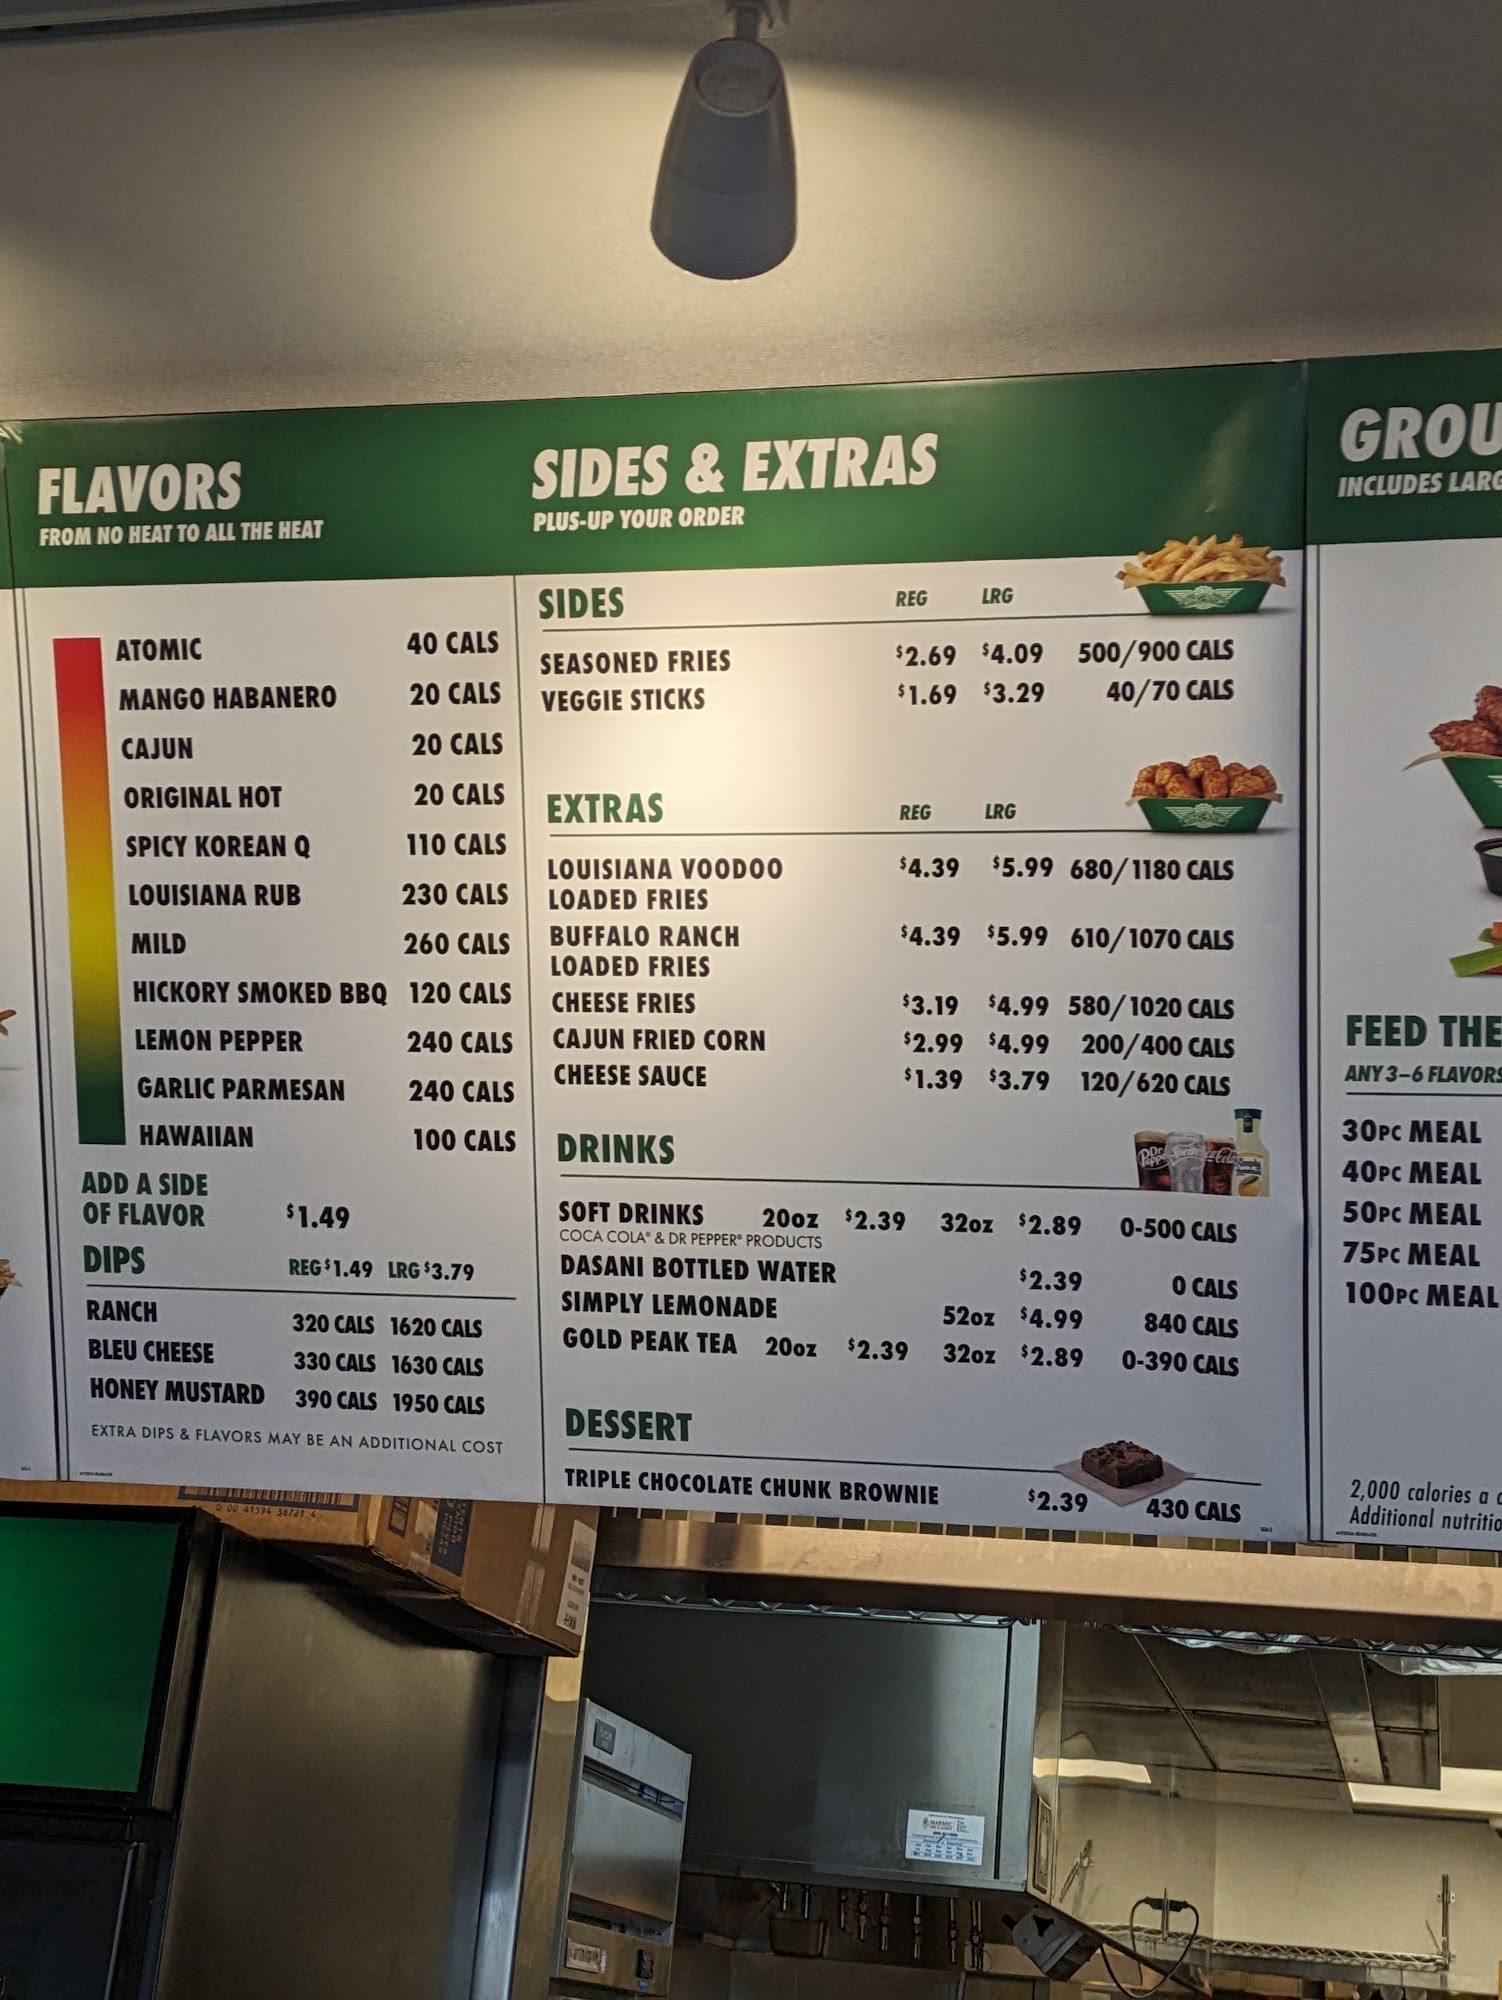 FLAVORS
FROM NO HEAT TO ALL THE HEAT
ATOMIC 40 CALS
MANGO HABANERO 20 CALS
CAJUN 20 CALS
ORIGINAL HOT 20 CALS
SPICY KOREAN Q 110 CALS
LOUISIANA RUB 230 CALS
MILD 260 CALS
HICKORY SMOKED BBQ 120 CALS
LEMON PEPPER 240 CALS
GARLIC PARMESAN 240 CALS
HAWAIIAN 100 CALS
ADD A SIDE
OF FLAVOR $1.49
DIPS REG $1.49 LRG $3.79
RANCH 320 CALS 1620 CALS
BLEU CHEESE 330 CALS 1630 CALS
HONEY MUSTARD 390 CALS 1950 CALS
EXTRA DIPS & FLAVORS MAY BE AN ADDITIONAL COST
SIDES & EXTRAS
PLUS-UP YOUR ORDER
SIDES REG LRG
SEASONED FRIES $2.69 $4.09 500/900 CALS
VEGGIE STICKS $1.69 $3.29 40/70 CALS
EXTRAS REG LRG
LOUISIANA VOODOO $4.39 $5.99 680/1180 CALS
LOADED FRIES
BUFFALO RANCH $4.39 $5.99 610/1070 CALS
LOADED FRIES
CHEESE FRIES $3.19 $4.99 580/1020 CALS
CAJUN FRIED CORN $2.99 $4.99 200/400 CALS
CHEESE SAUCE $1.39 $3.79 120/620 CALS
DRINKS
Dr Pepper
SOFT DRINKS 20oz $2.39 32oz $2.89 0-500 CALS
COCA COLA® & DR PEPPER® PRODUCTS
DASANI BOTTLED WATER $2.39 0 CALS
SIMPLY LEMONADE 52oz $4.99 840 CALS
GOLD PEAK TEA 20oz $2.39 32oz $2.89 0-390 CALS
DESSERT
TRIPLE CHOCOLATE CHUNK BROWNIE $2.39 430 CALS
GROU
INCLUDES LARG
FEED THE
ANY 3-6 FLAVORS
30PC MEAL
40PC MEAL
50PC MEAL
75PC MEAL
100PC MEAL
2,000 calories a
Additional nutritio